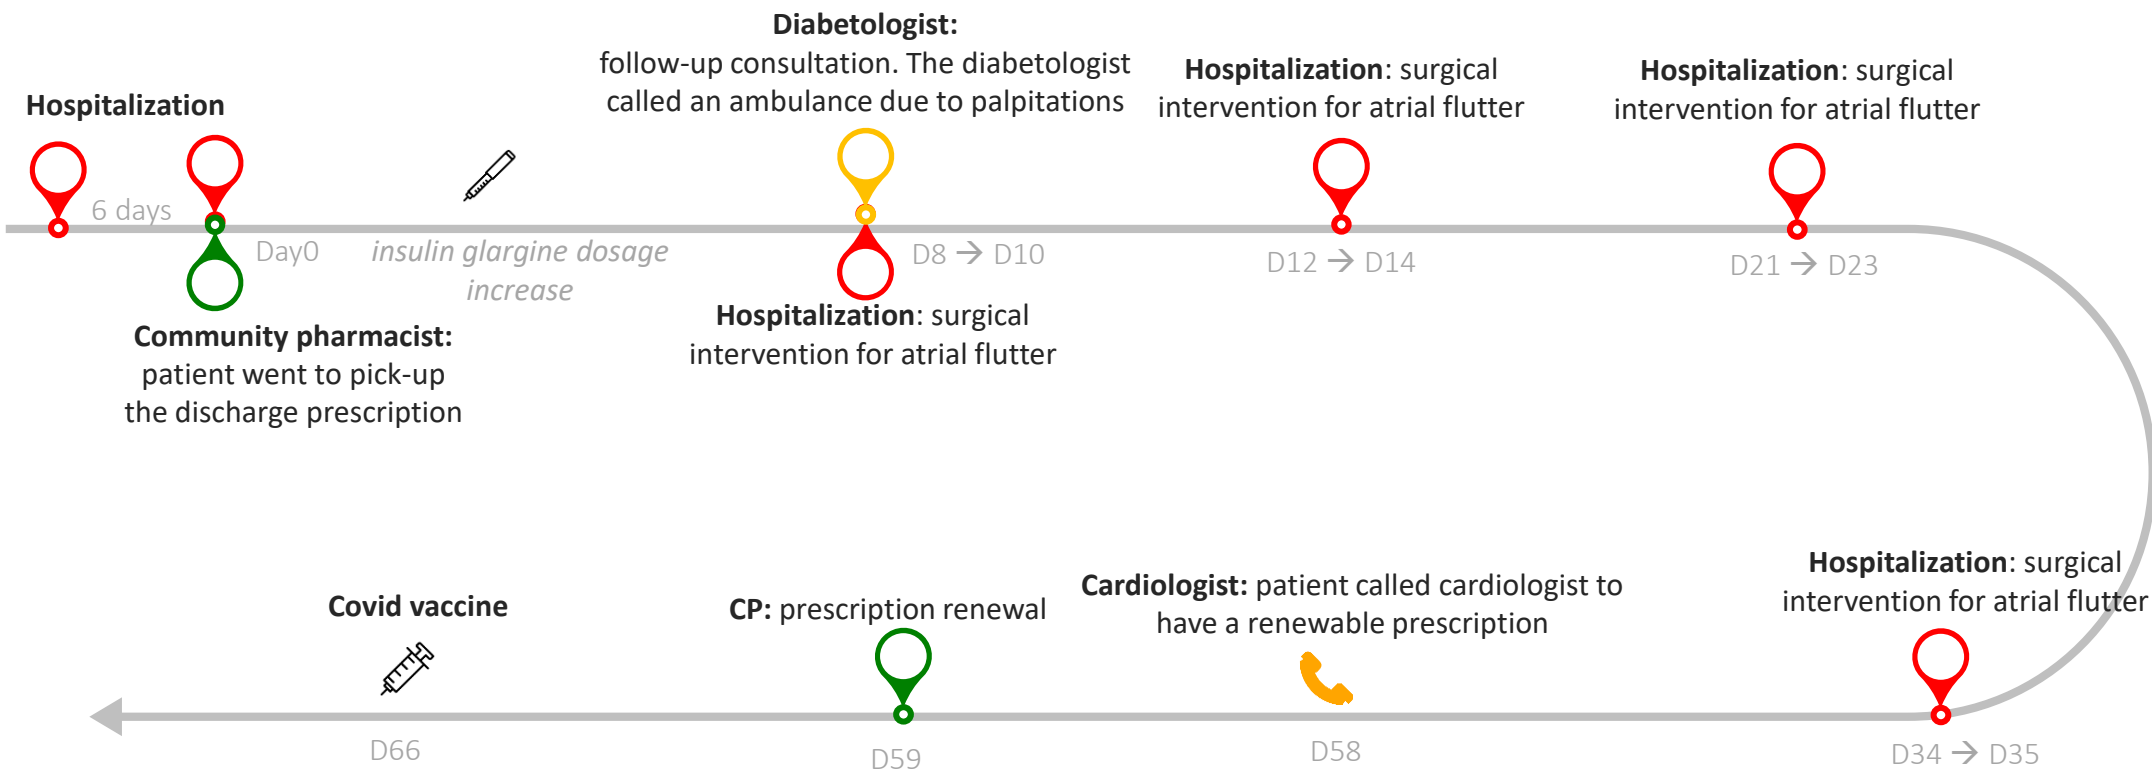 Hospitalization
6 days
Day0
Community pharmacist:
patient went to pick-up
the discharge prescription
insulin glargine dosage
increase
Diabetologist:
follow-up consultation. The diabetologist
called an ambulance due to palpitations
D8 → D10
Hospitalization: surgical
intervention for atrial flutter
Hospitalization: surgical
intervention for atrial flutter
D12 → D14
Hospitalization: surgical
intervention for atrial flutter
D21 → D23
Hospitalization: surgical
intervention for atrial flutter
D34 → D35
Cardiologist: patient called cardiologist to
have a renewable prescription
D58
CP: prescription renewal
D59
Covid vaccine
D66